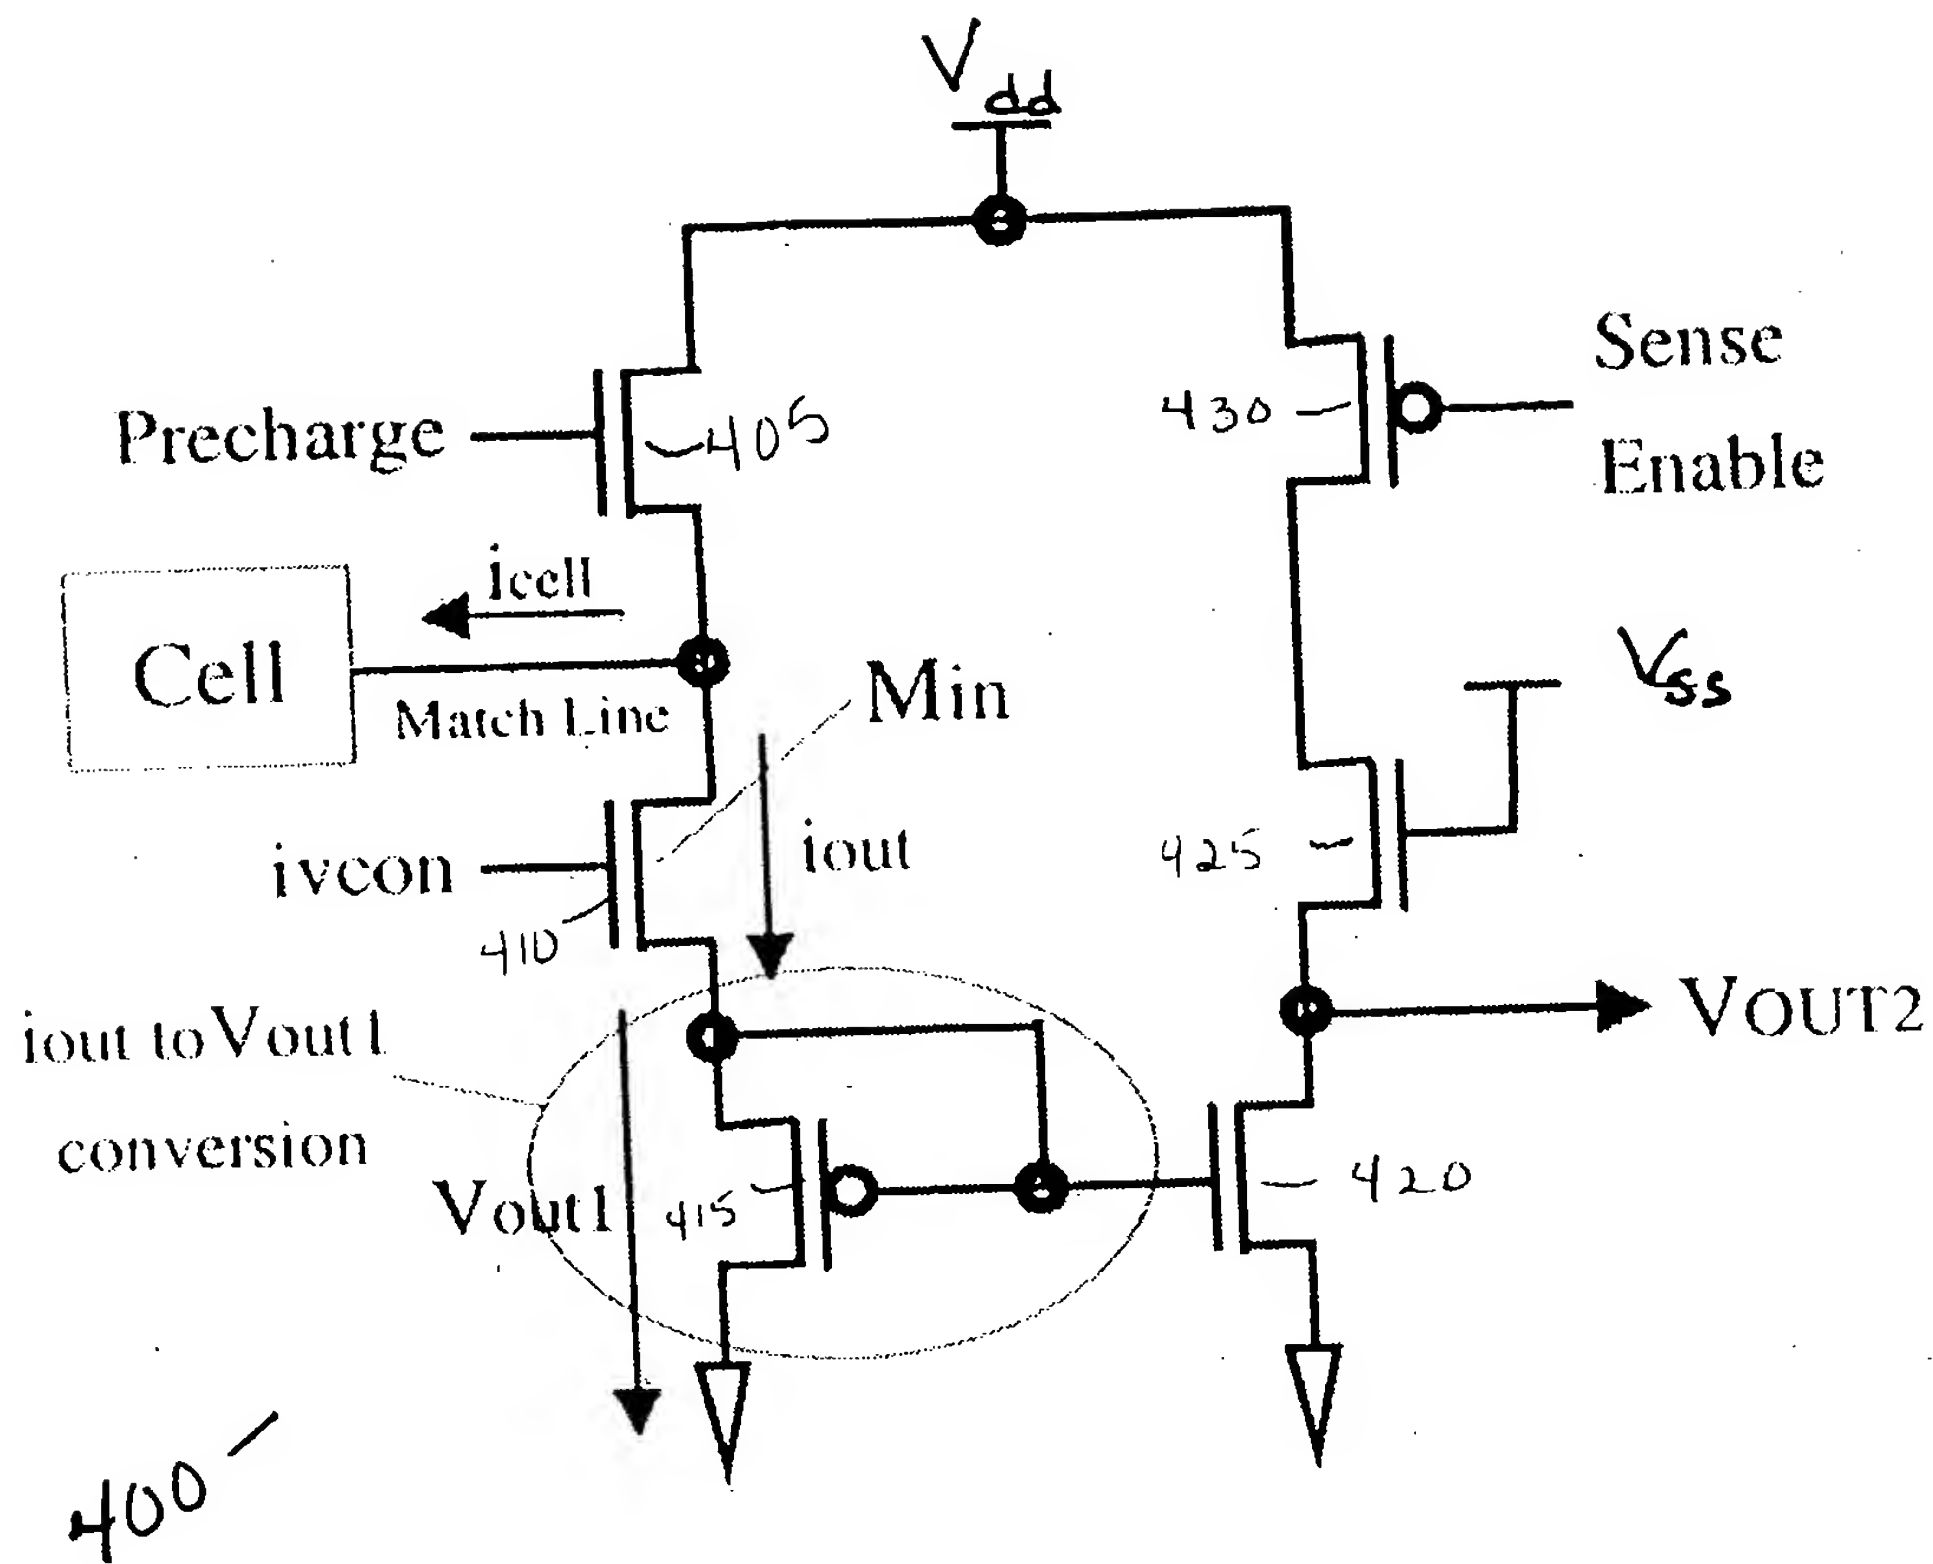 Vdd
Precharge
405
430
Sense
Enable
icell
Cell
Match Line
Min
Vss
ivcon
410
iout
425
iout to Vout1
conversion
Vout1
415
420
VOUT2
400